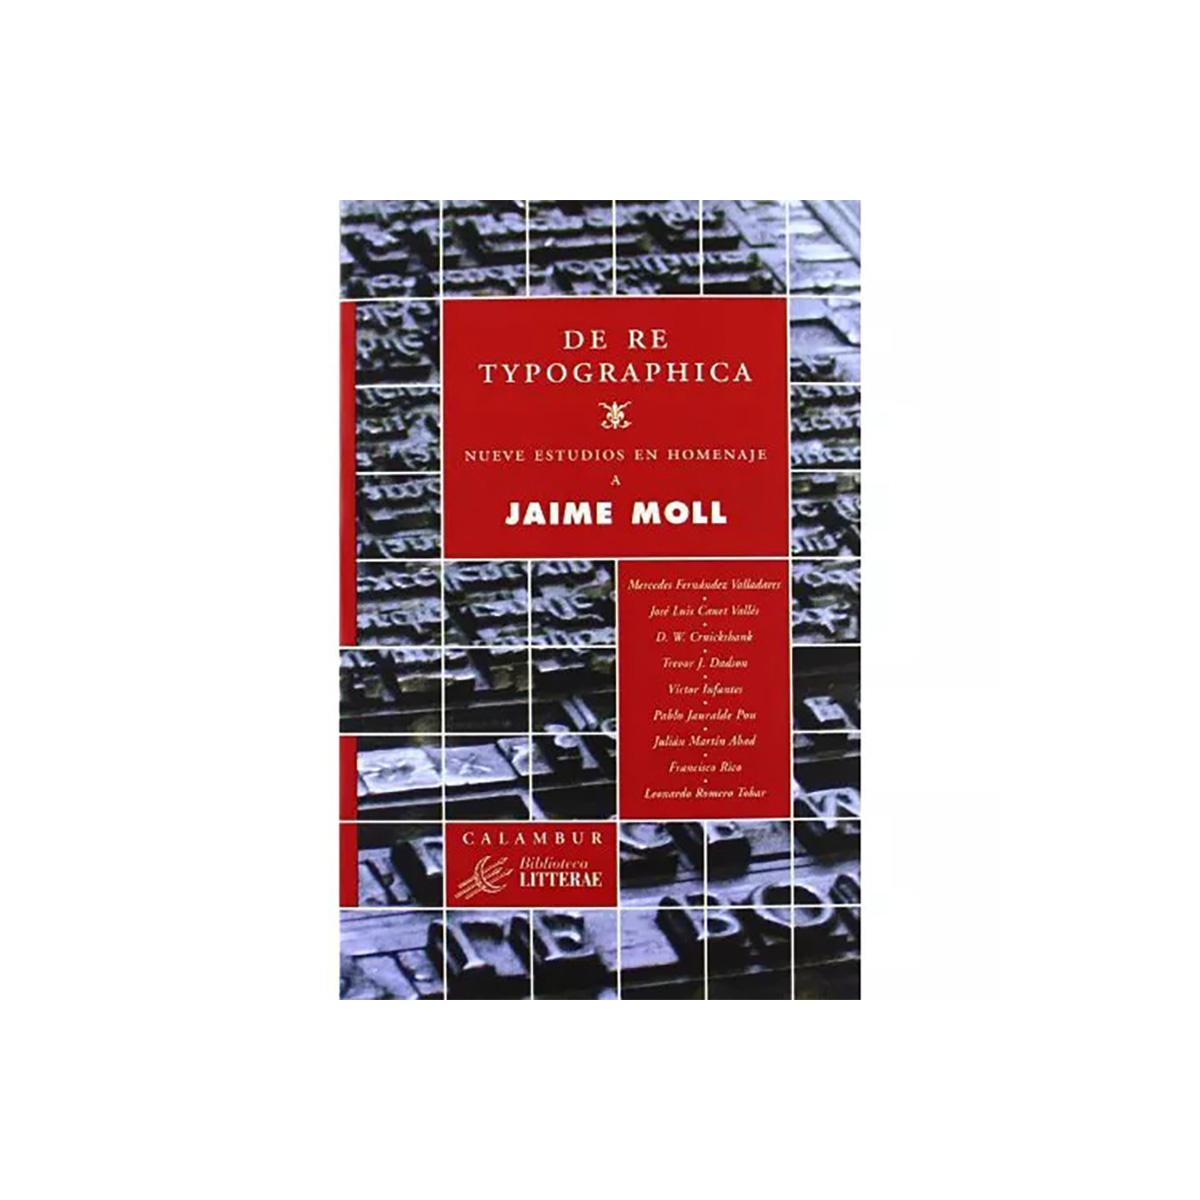 DE RE
TYPOGRAPHICA
NUEVE ESTUDIOS EN HOMENAJE
A
JAIME MOLL
Mercedes Fernández Valladares
José Luis Canet Vallés
D. W. Cruickshank
Trevor J. Dadson
Víctor Infantes
Pablo Jauralde Pou
Julián Martín Abad
Francisco Rico
Leonardo Romero Tobar
CALAMBUR
Biblioteca
LITTERAE